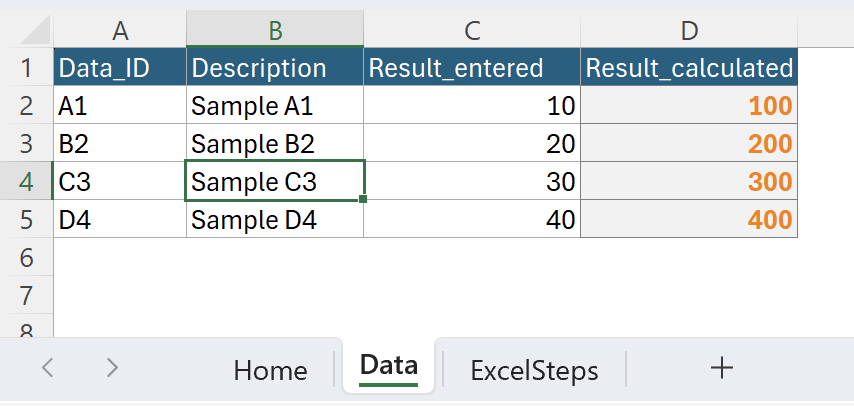 A B C D
1 Data_ID Description Result_entered Result_calculated
2 A1 Sample A1 10 100
3 B2 Sample B2 20 200
4 C3 Sample C3 30 300
5 D4 Sample D4 40 400
6
7
8
Home Data ExcelSteps +